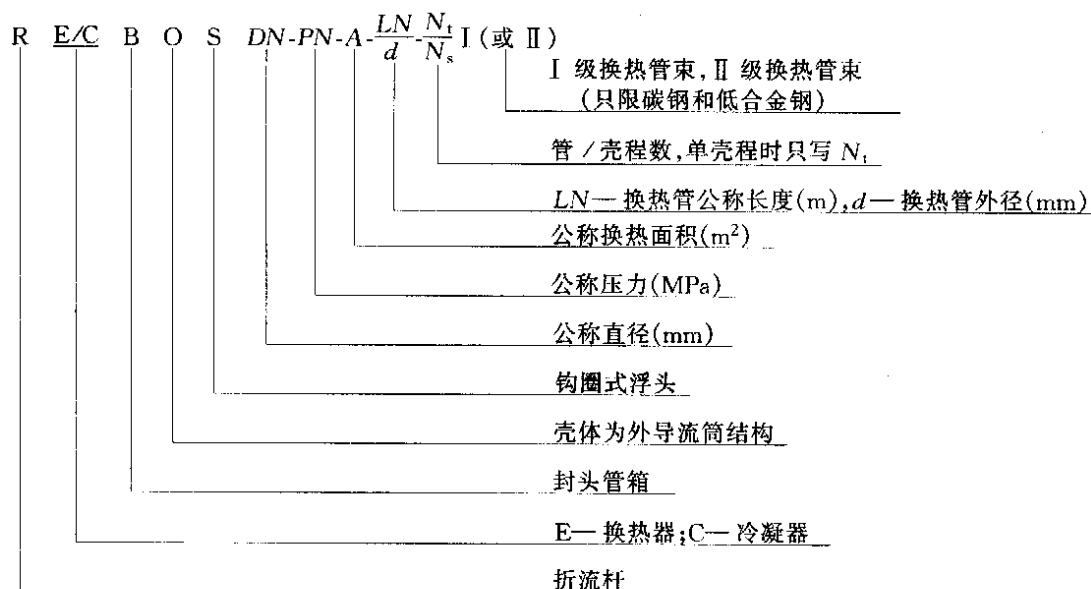 R E/C B O S DN-PN-A-LN/d-Nt/Ns Ⅰ(或 Ⅱ)
Ⅰ 级换热管束,Ⅱ 级换热管束
(只限碳钢和低合金钢)
管/壳程数,单壳程时只写 Nt
LN—换热管公称长度(m),d—换热管外径(mm)
公称换热面积(m²)
公称压力(MPa)
公称直径(mm)
钩圈式浮头
壳体为外导流筒结构
封头管箱
E—换热器;C—冷凝器
折流杆